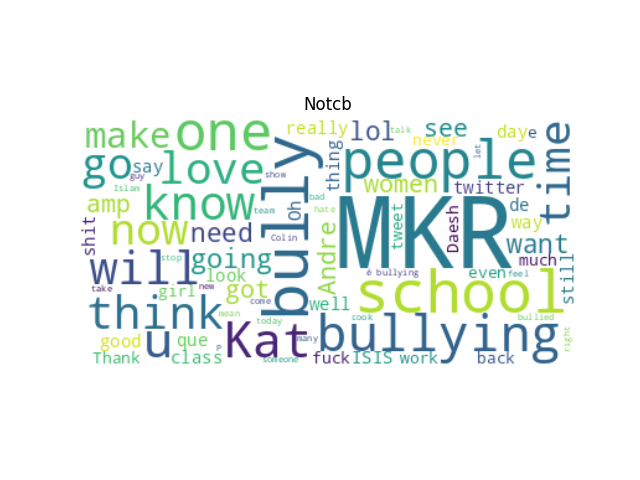 Notcb
make one really lol talk see never day e
go say love bully thing people let time
guy Islam show women twitter
amp know team Oh bad hate MKR tweet Daesh de way
shit now need Colin Andre want much
will stop going é bullying school even feel still
take girl new look got come well
think mean today cook bullied
good u que Kat many bullying right
Thank class P someone fuck ISIS work back